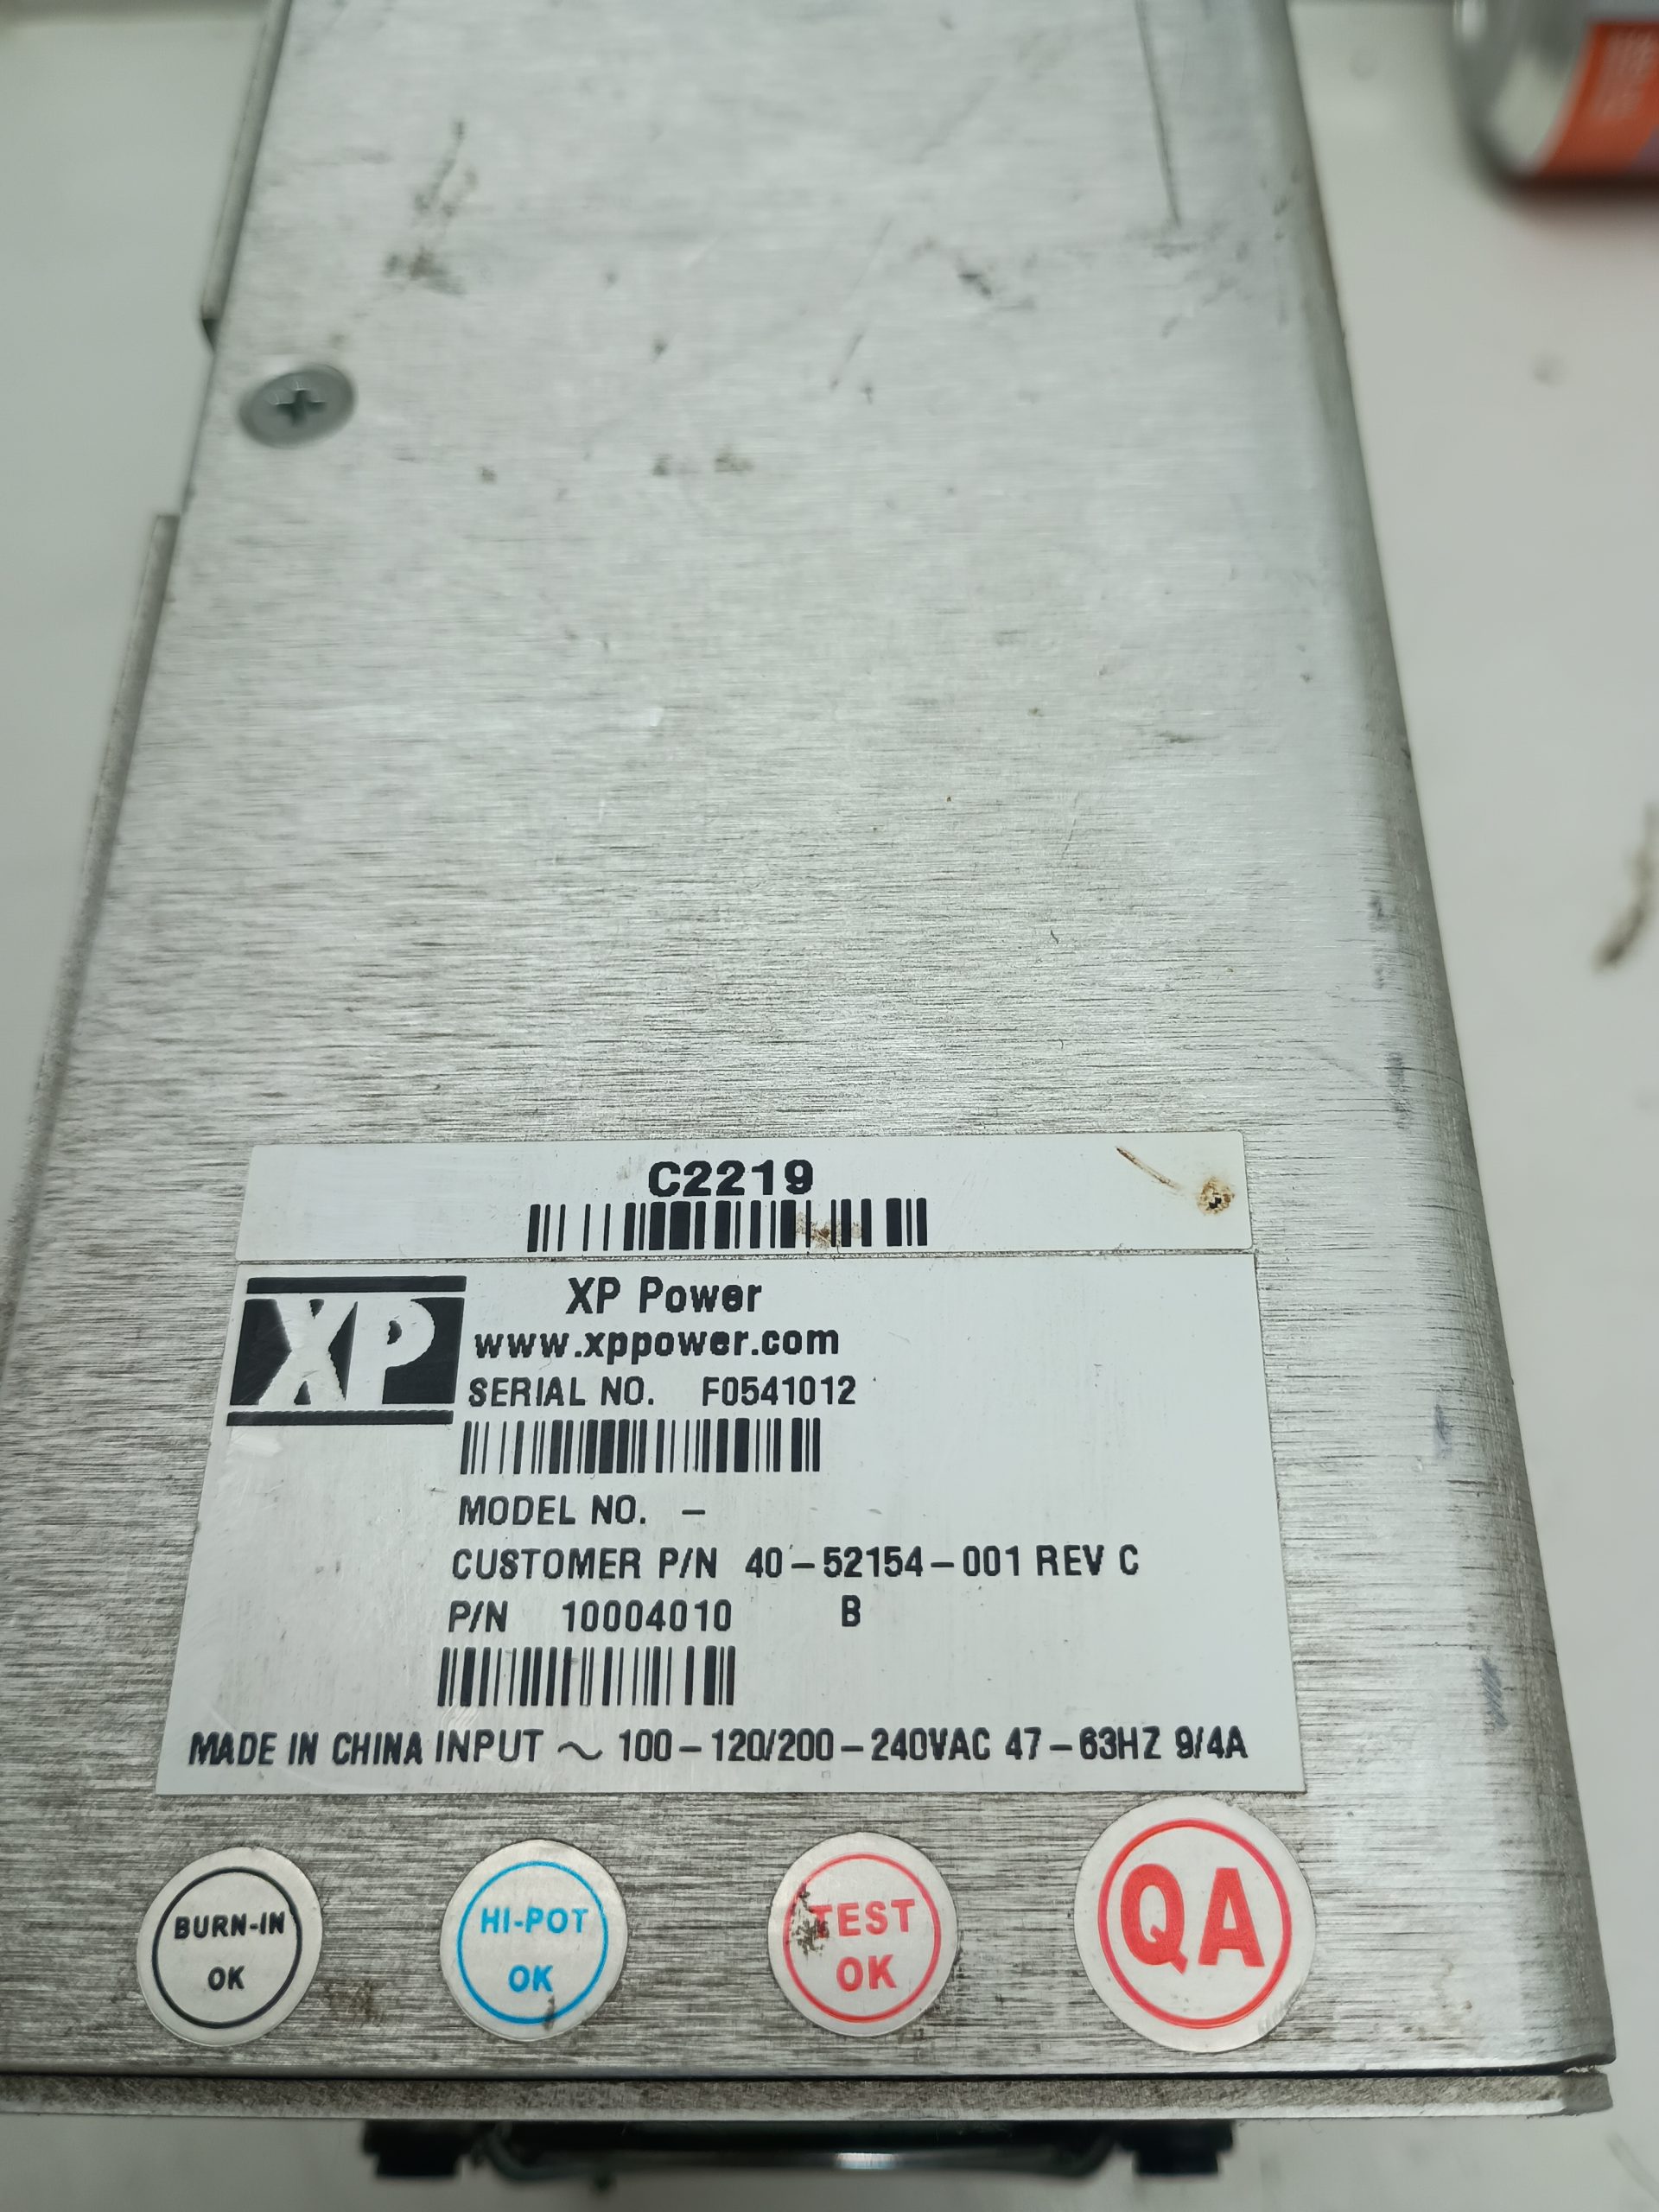 C2219
XP
XP Power
www.xppower.com
SERIAL NO. F0541012
MODEL NO. –
CUSTOMER P/N 40–52154–001 REV C
P/N 10004010 B
MADE IN CHINA INPUT ~ 100–120/200–240VAC 47–63HZ 9/4A
BURN-IN
OK
HI-POT
OK
TEST
OK
QA